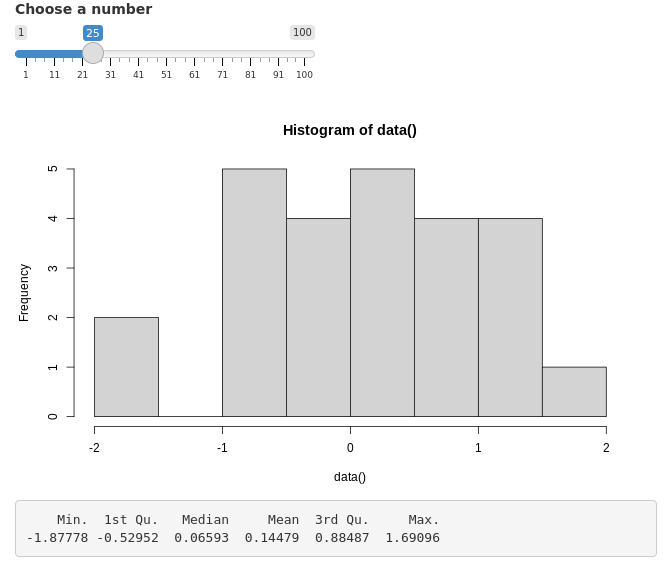 Choose a number
1 25 100
1 11 21 31 41 51 61 71 81 91 100
Histogram of data()
5
4
3
2
1
0
Frequency
-2 -1 0 1 2
data()
Min. 1st Qu. Median Mean 3rd Qu. Max.
-1.87778 -0.52952 0.06593 0.14479 0.88487 1.69096